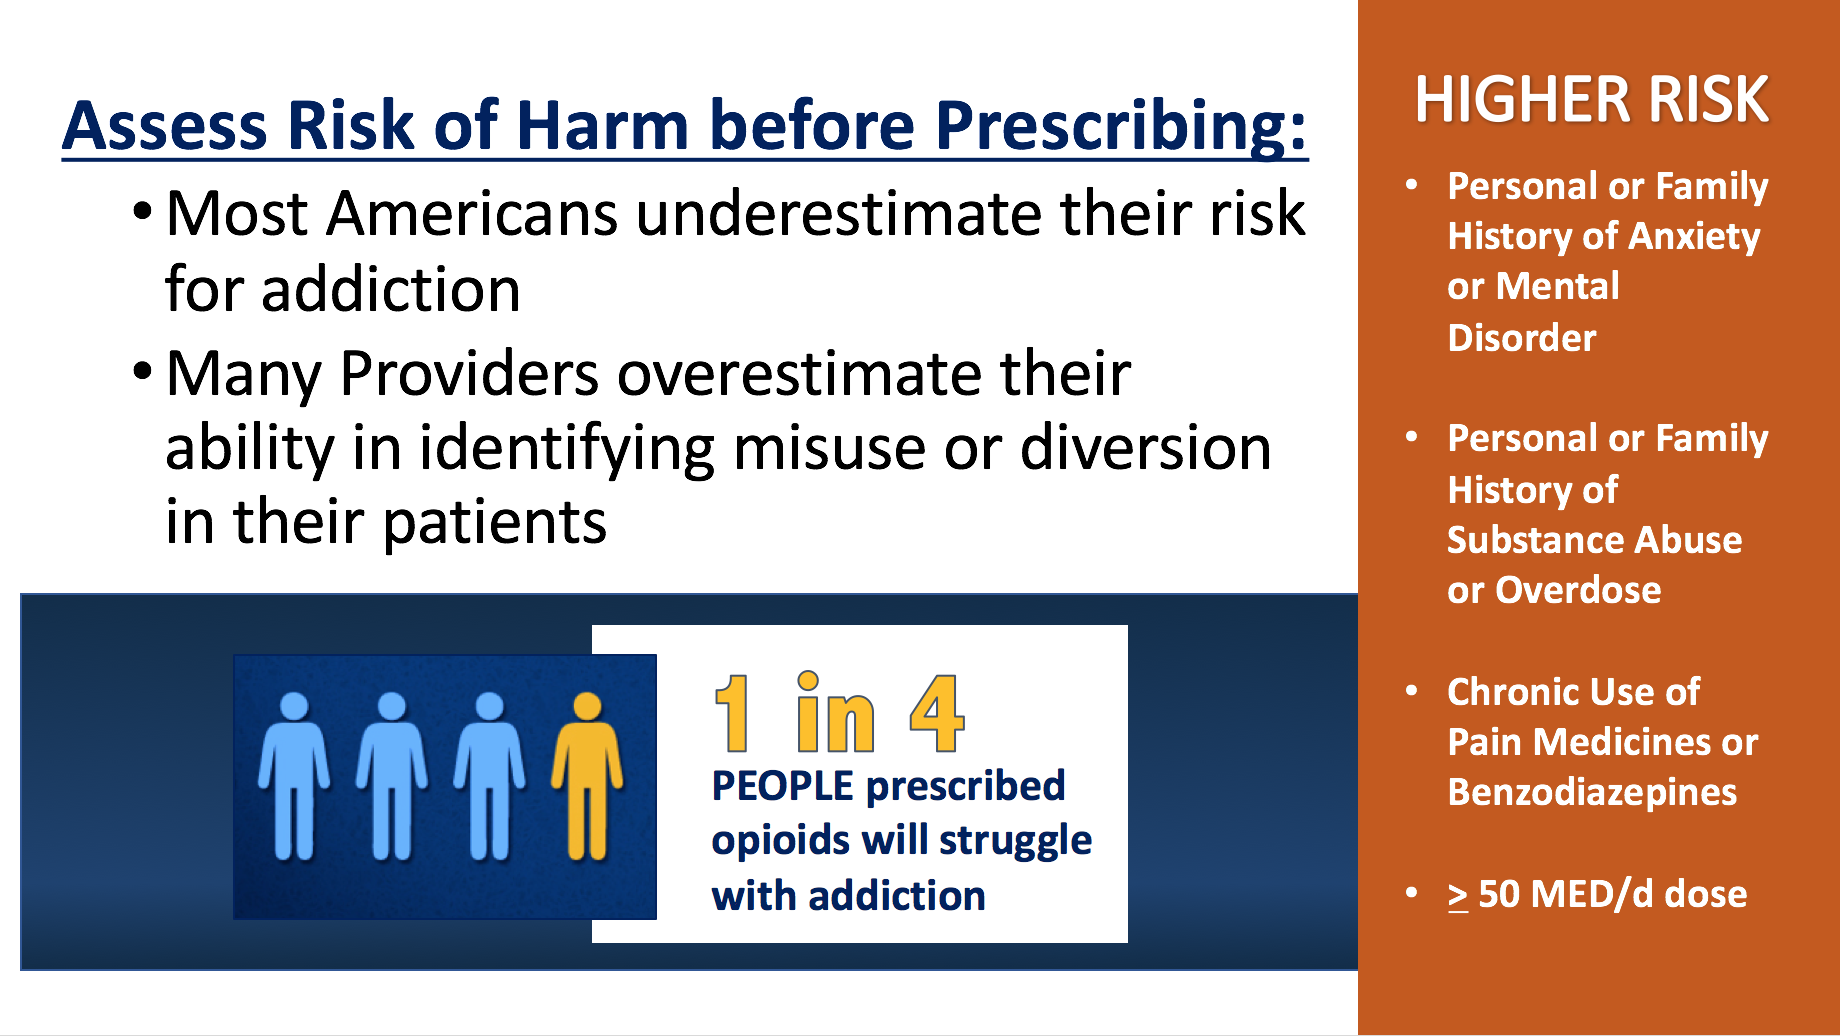 Assess Risk of Harm before Prescribing:
• Most Americans underestimate their risk
for addiction
• Many Providers overestimate their
ability in identifying misuse or diversion
in their patients
1 in 4
PEOPLE prescribed
opioids will struggle
with addiction
HIGHER RISK
• Personal or Family
History of Anxiety
or Mental
Disorder
• Personal or Family
History of
Substance Abuse
or Overdose
• Chronic Use of
Pain Medicines or
Benzodiazepines
• ≥ 50 MED/d dose